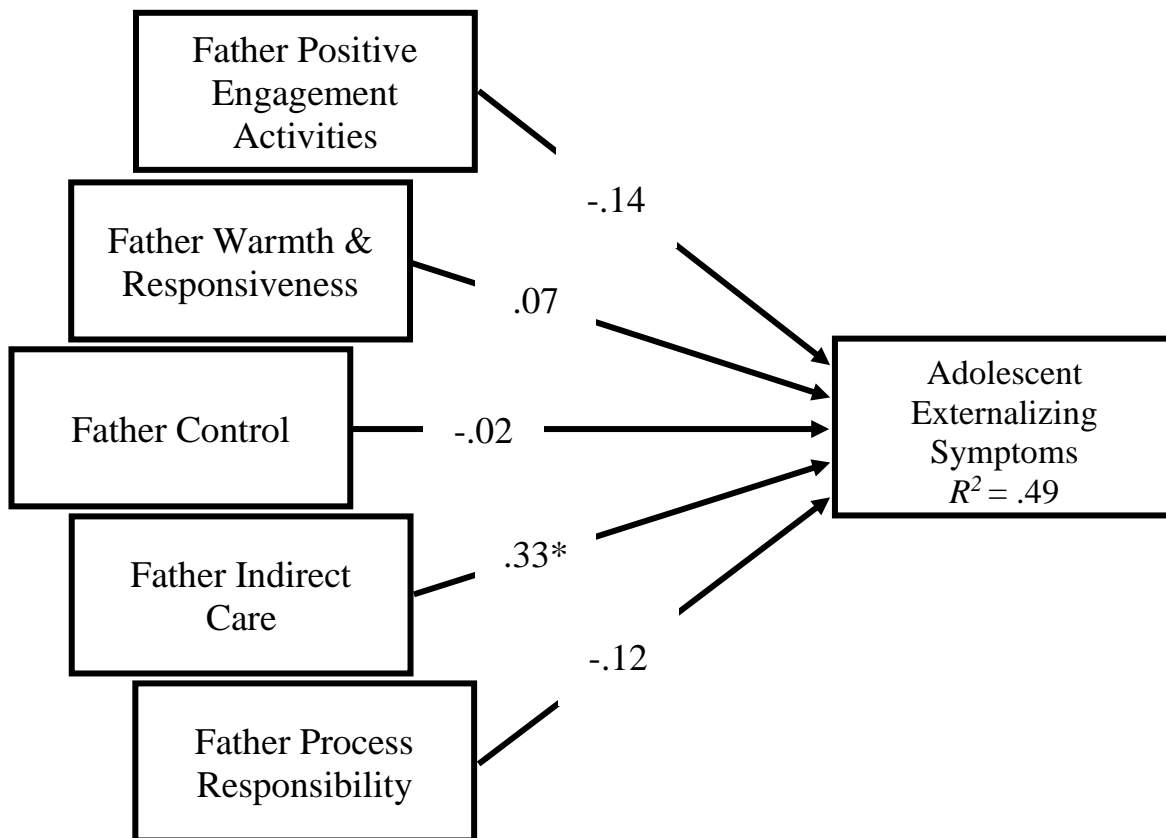 Father Positive
Engagement
Activities
-.14
Father Warmth &
Responsiveness
.07
Father Control
-.02
Adolescent
Externalizing
Symptoms
R² = .49
Father Indirect
Care
.33*
Father Process
Responsibility
-.12